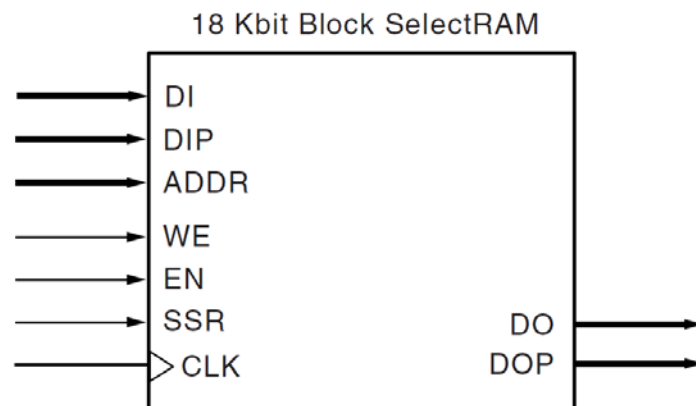 18 Kbit Block SelectRAM
DI
DIP
ADDR
WE
EN
SSR
CLK
DO
DOP